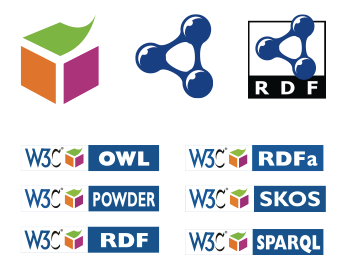 RDF
W3C OWL
W3C RDFa
W3C POWDER
W3C SKOS
W3C RDF
W3C SPARQL